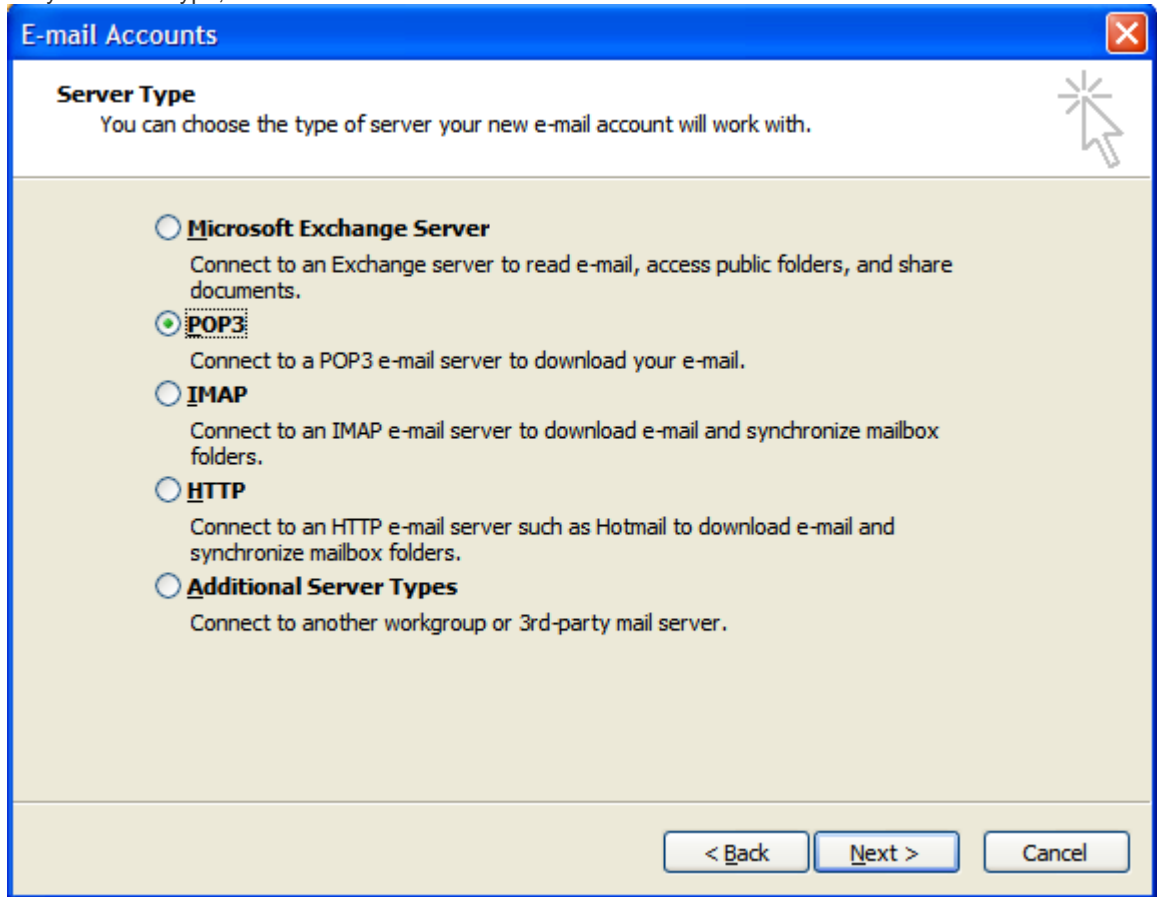 E-mail Accounts
Server Type
You can choose the type of server your new e-mail account will work with.
Microsoft Exchange Server
Connect to an Exchange server to read e-mail, access public folders, and share
documents.
POP3
Connect to a POP3 e-mail server to download your e-mail.
IMAP
Connect to an IMAP e-mail server to download e-mail and synchronize mailbox
folders.
HTTP
Connect to an HTTP e-mail server such as Hotmail to download e-mail and
synchronize mailbox folders.
Additional Server Types
Connect to another workgroup or 3rd-party mail server.
< Back Next > Cancel